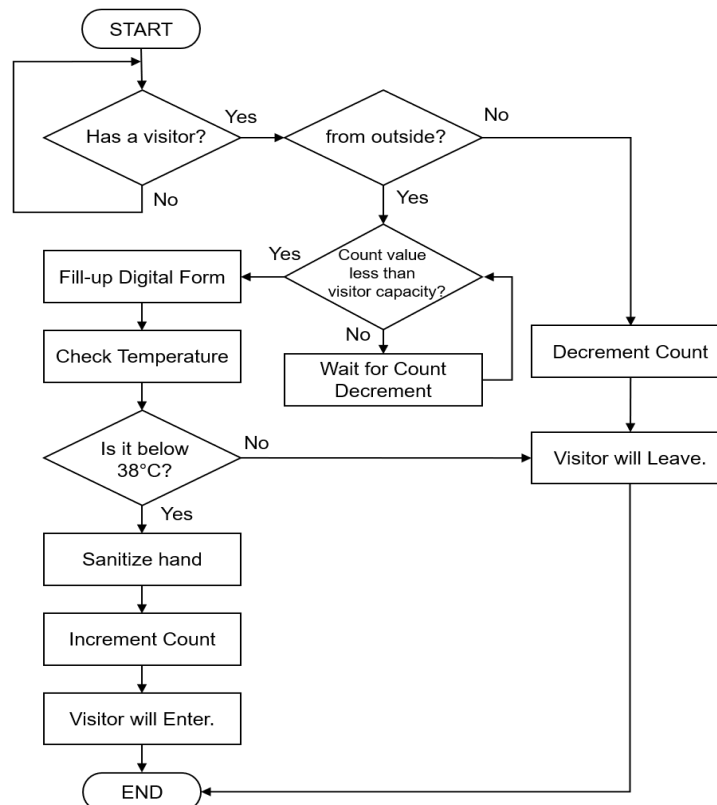 START
Has a visitor?
Yes
from outside?
No
No
Yes
Count value
less than
visitor capacity?
Yes
Fill-up Digital Form
No
Check Temperature
Wait for Count
Decrement
Decrement Count
Is it below
38°C?
No
Visitor will Leave.
Yes
Sanitize hand
Increment Count
Visitor will Enter.
END